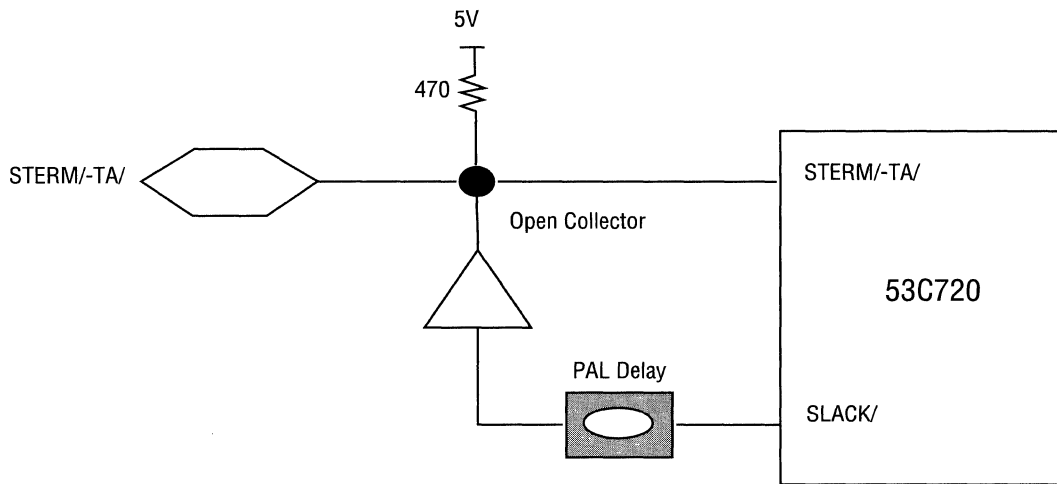 5V
470
STERM/-TA/
STERM/-TA/
Open Collector
53C720
PAL Delay
SLACK/